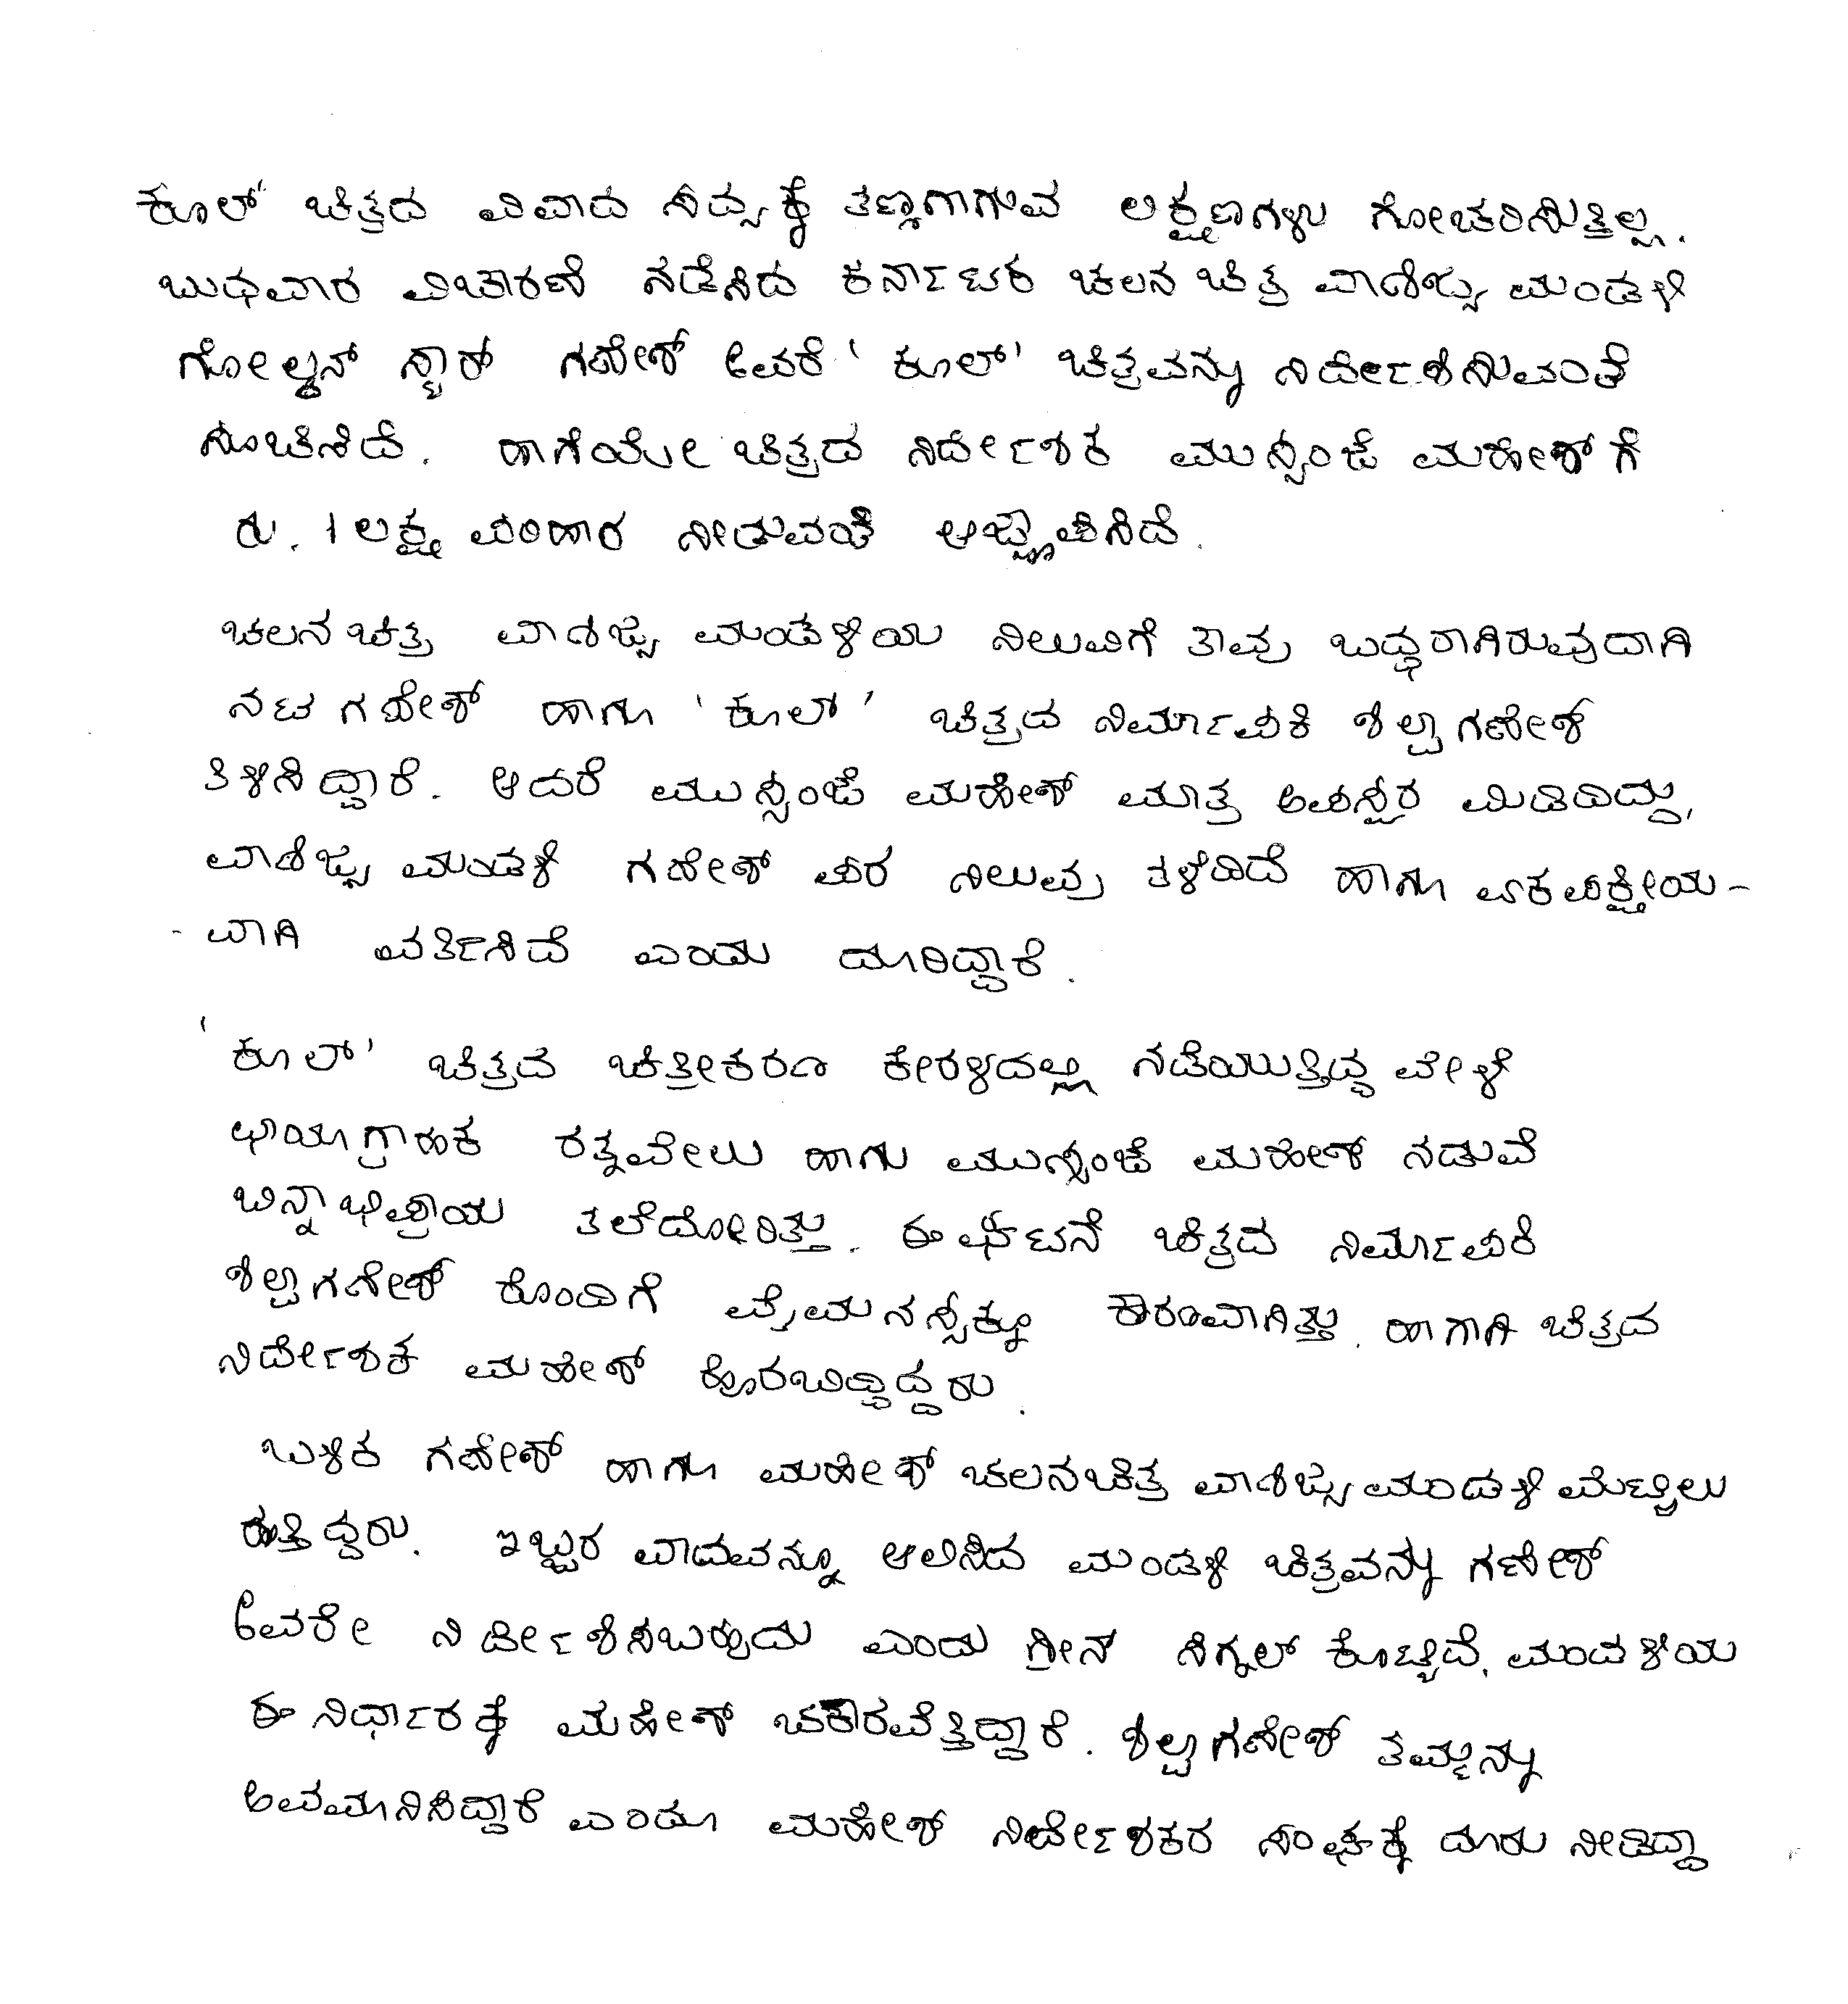 ಕೂಲ್' ಚಿತ್ರದ ವಿವಾದ ಸದ್ಯಕ್ಕೆ ತಣ್ಣಗಾಗುವ ಲಕ್ಷಣಗಳು ಗೋಚರಿಸುತ್ತಿಲ್ಲ.
ಬುಧವಾರ ವಿಚಾರಣೆ ನಡೆಸಿದ ಕರ್ನಾಟಕ ಚಲನ ಚಿತ್ರ ವಾಣಿಜ್ಯ ಮಂಡಳಿ
ಗೋಲ್ಡನ್ ಸ್ಟಾರ್ ಗಣೇಶ್ ಅವರೆ 'ಕೂಲ್' ಚಿತ್ರವನ್ನು ನಿರ್ದೇಶಿಸುವಂತೆ
ಸೂಚಿಸಿದೆ. ಹಾಗೆಯೇ ಚಿತ್ರದ ನಿರ್ದೇಶಕ ಮುಸ್ಸಂಜೆ ಮಹೇಶ್ ಗೆ
ರು. 1 ಲಕ್ಷ ಪರಿಹಾರ ನೀಡುವಂತೆ ಆಜ್ಞಾಪಿಸಿದೆ.
ಚಲನ ಚಿತ್ರ ವಾಣಿಜ್ಯ ಮಂಡಳಿಯ ನಿಲುವಿಗೆ ತಾವು ಬದ್ಧರಾಗಿರುವುದಾಗಿ
ನಟ ಗಣೇಶ್ ಹಾಗು 'ಕೂಲ್' ಚಿತ್ರದ ನಿರ್ಮಾಪಕಿ ಶಿಲ್ಪಾ ಗಣೇಶ್
ತಿಳಿಸಿದ್ದಾರೆ. ಆದರೆ ಮುಸ್ಸಂಜೆ ಮಹೇಶ್ ಮಾತ್ರ ಅಪಸ್ವರ ಮಿಡಿದಿದ್ದು,
ವಾಣಿಜ್ಯ ಮಂಡಳಿ ಗಣೇಶ್ ಪರ ನಿಲುವು ತಳೆದಿದೆ ಹಾಗು ಏಕಪಕ್ಷೀಯ-
-ವಾಗಿ ವರ್ತಿಸಿದೆ ಎಂದು ದೂರಿದ್ದಾರೆ.
'ಕೂಲ್' ಚಿತ್ರದ ಚಿತ್ರೀಕರಣ ಕೇರಳದಲ್ಲಿ ನಡೆಯುತ್ತಿದ್ದ ವೇಳೆ
ಛಾಯಾಗ್ರಾಹಕ ರತ್ನವೇಲು ಹಾಗು ಮುಸ್ಸಂಜೆ ಮಹೇಶ್ ನಡುವೆ
ಬಿನ್ನಾಭಿಪ್ರಾಯ ತಲೆದೋರಿತ್ತು. ಈ ಘಟನೆ ಚಿತ್ರದ ನಿರ್ಮಾಪಕಿ
ಶಿಲ್ಪಾ ಗಣೇಶ್ ರೊಂದಿಗೆ ವೈಮನಸ್ಸಿಕ್ಕೂ ಕಾರಣವಾಗಿತ್ತು. ಹಾಗಾಗಿ ಚಿತ್ರದ
ನಿರ್ದೇಶಕ ಮಹೇಶ್ ಹೊರಬಿದ್ದಿದ್ದರು.
ಬಳಿಕ ಗಣೇಶ್ ಹಾಗು ಮಹೇಶ್ ಚಲನಚಿತ್ರ ವಾಣಿಜ್ಯ ಮಂಡಳಿ ಮೆಟ್ಟಿಲು
ಹತ್ತಿದ್ದರು. ಇಬ್ಬರ ವಾದವನ್ನೂ ಆಲಿಸಿದ ಮಂಡಳಿ ಚಿತ್ರವನ್ನು ಗಣೇಶ್
ಅವರೇ ನಿರ್ದೇಶಿಸಬಹುದು ಎಂದು ಗ್ರೀನ್ ಸಿಗ್ನಲ್ ಕೊಟ್ಟಿದೆ. ಮಂಡಳಿಯ
ಈ ನಿರ್ಧಾರಕ್ಕೆ ಮಹೇಶ್ ಚಕಾರವೆತ್ತಿದ್ದಾರೆ. ಶಿಲ್ಪಾ ಗಣೇಶ್ ತಮ್ಮನ್ನು
ಅವಮಾನಿಸಿದ್ದಾರೆ ಎಂದೂ ಮಹೇಶ್ ನಿರ್ದೇಶಕರ ಸಂಘಕ್ಕೆ ದೂರು ನೀಡಿದ್ದಾ